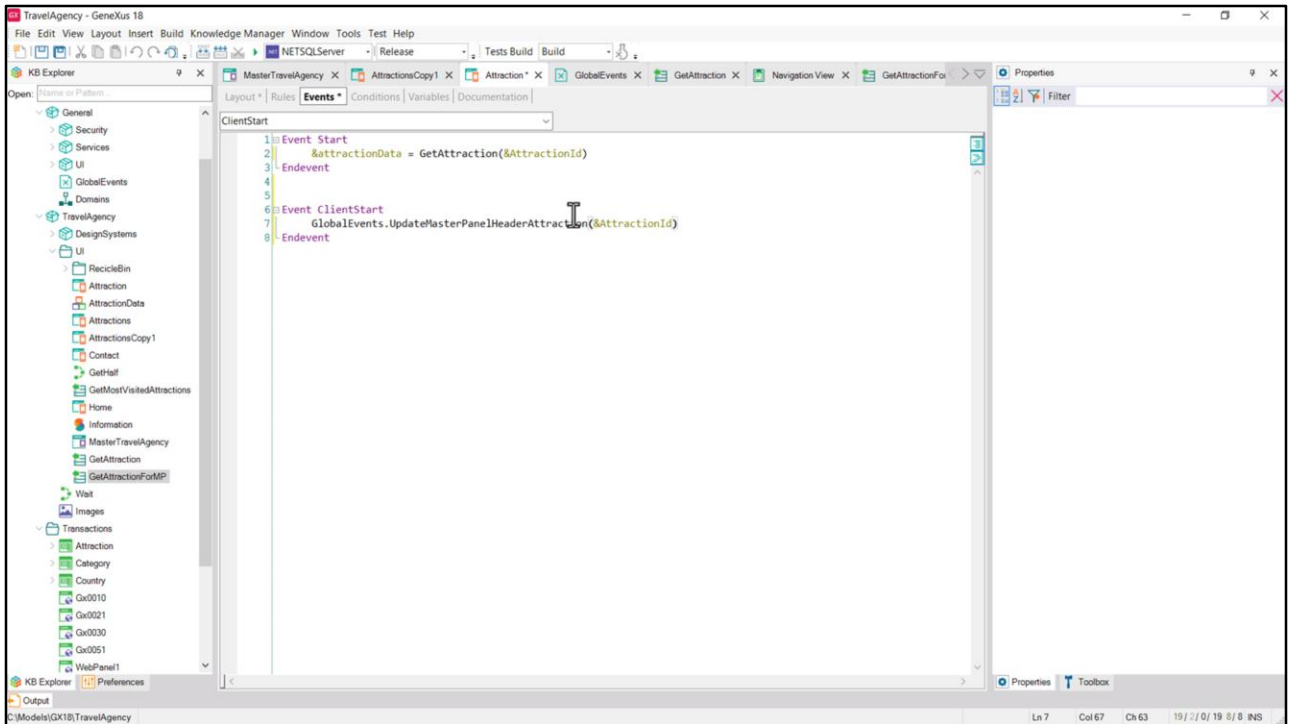 TravelAgency - GeneXus 18
File Edit View Layout Insert Build Knowledge Manager Window Tools Test Help
NETSQLServer Release Tests Build Build
KB Explorer
MasterTravelAgency X AttractionsCopy1 X Attraction * X GlobalEvents X GetAttraction X Navigation View X GetAttractionFo
Properties
Open: Name or Pattern...
Layout * | Rules | Events * | Conditions | Variables | Documentation |
Filter
General
Security
Services
UI
GlobalEvents
Domains
TravelAgency
DesignSystems
UI
RecicleBin
Attraction
AttractionData
Attractions
AttractionsCopy1
Contact
GetHalf
GetMostVisitedAttractions
Home
Information
MasterTravelAgency
GetAttraction
GetAttractionForMP
Wait
Images
Transactions
Attraction
Category
Country
Gx0010
Gx0021
Gx0030
Gx0051
WebPanel1
ClientStart
1 Event Start
2 &attractionData = GetAttraction(&AttractionId)
3 Endevent
4
5
6 Event ClientStart
7 GlobalEvents.UpdateMasterPanelHeaderAttraction(&AttractionId)
8 Endevent
KB Explorer Preferences
Properties Toolbox
Output
C:\Models\GX18\TravelAgency
Ln 7 Col 67 Ch 63 19/ 2/ 0/ 19 8/ 8 INS